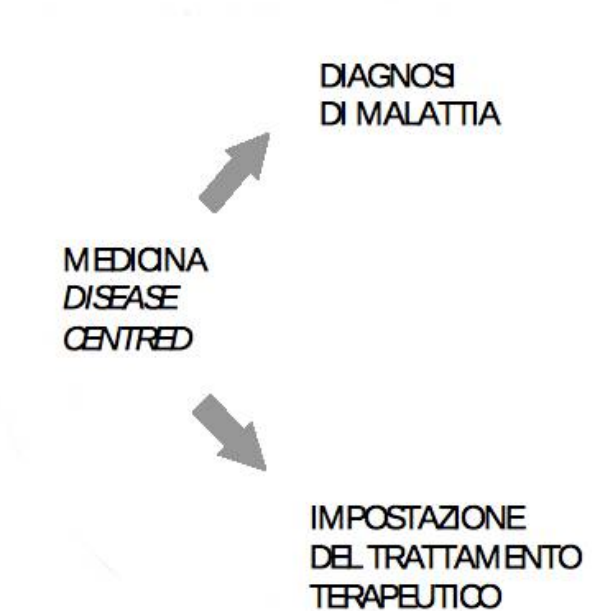 DIAGNOSI
DI MALATTIA
MEDICINA
DISEASE
CENTRED
IMPOSTAZIONE
DEL TRATTAMENTO
TERAPEUTICO